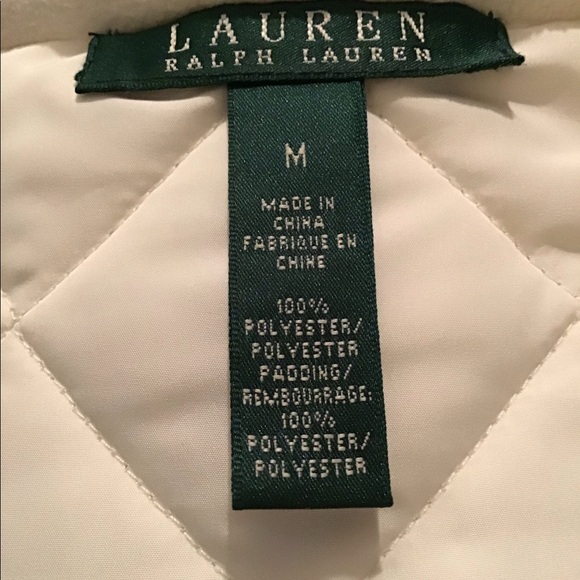 LAUREN
RALPH LAUREN
M
MADE IN
CHINA
FABRIQUE EN
CHINE
100%
POLYESTER/
POLYESTER
PADDING/
REMBOURRAGE:
100%
POLYESTER/
POLYESTER